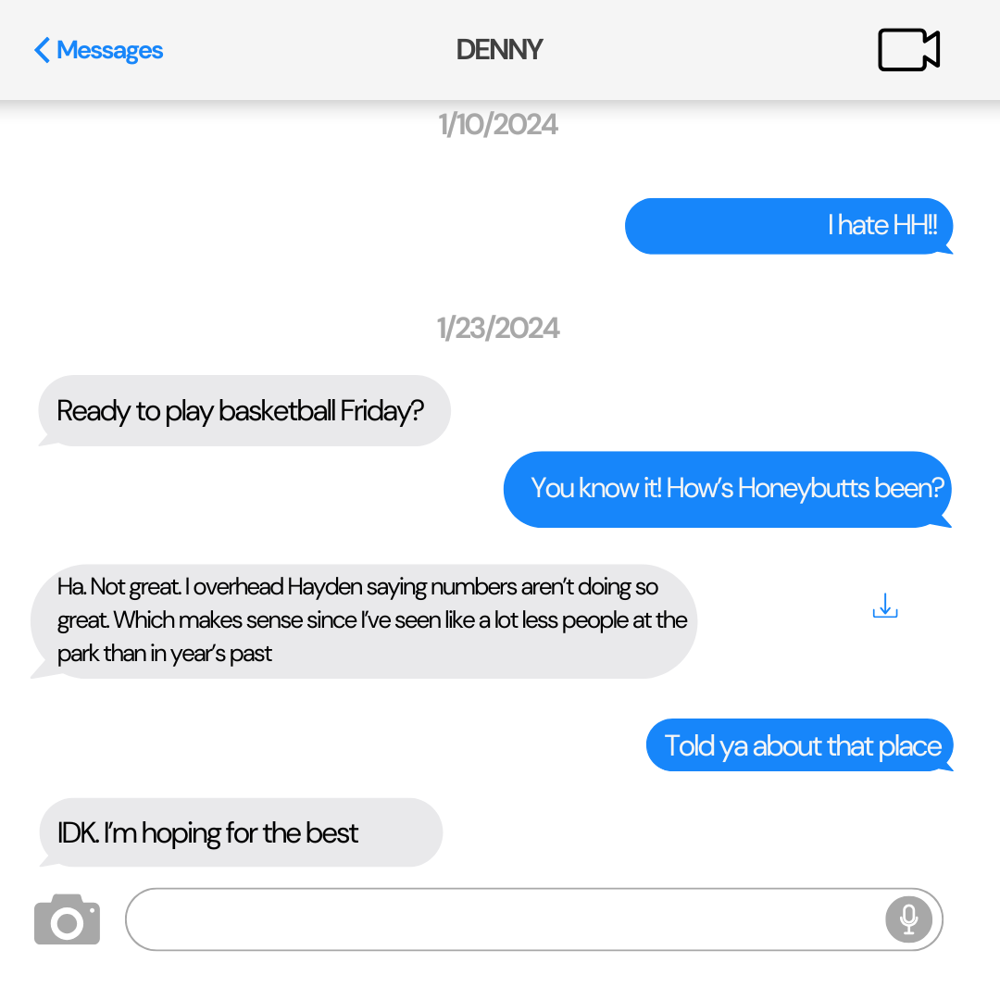 Messages
DENNY
1/10/2024
I hate HH!!
1/23/2024
Ready to play basketball Friday?
You know it! How's Honeybutts been?
Ha. Not great. I overhead Hayden saying numbers aren't doing so
great. Which makes sense since I've seen like a lot less people at the
park than in year's past
Told ya about that place
IDK. I'm hoping for the best